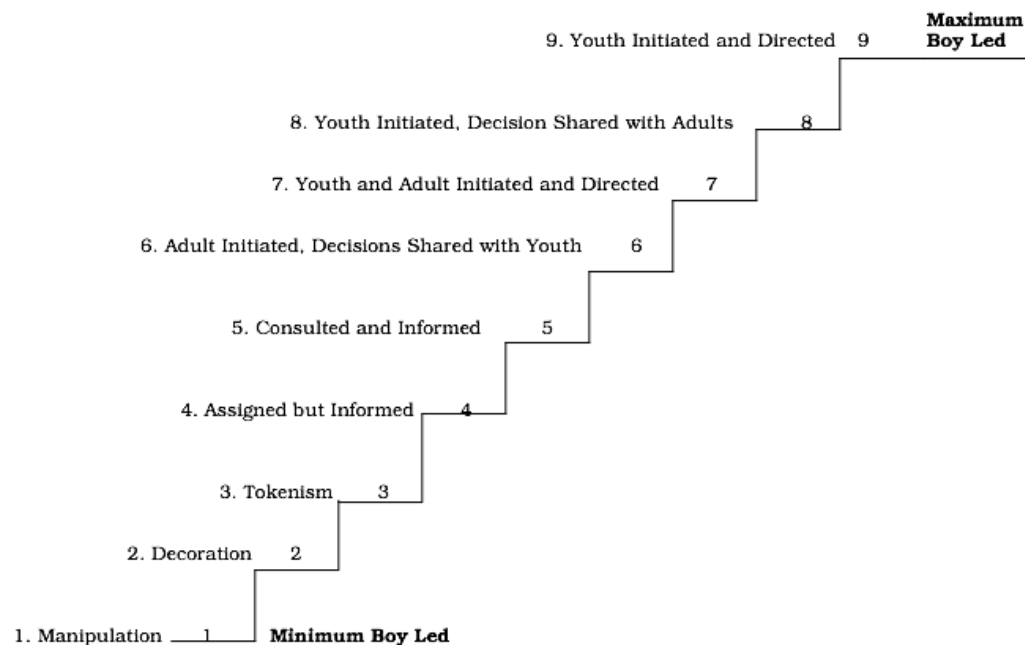 Maximum
9. Youth Initiated and Directed 9 Boy Led
8. Youth Initiated, Decision Shared with Adults 8
7. Youth and Adult Initiated and Directed 7
6. Adult Initiated, Decisions Shared with Youth 6
5. Consulted and Informed 5
4. Assigned but Informed 4
3. Tokenism 3
2. Decoration 2
1. Manipulation 1 Minimum Boy Led